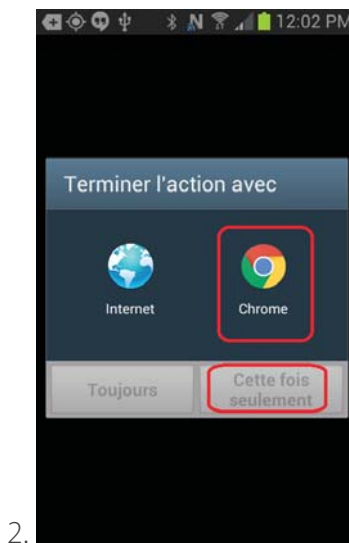 12:02 PM
Terminer l'action avec
Internet Chrome
Toujours Cette fois
seulement
2.